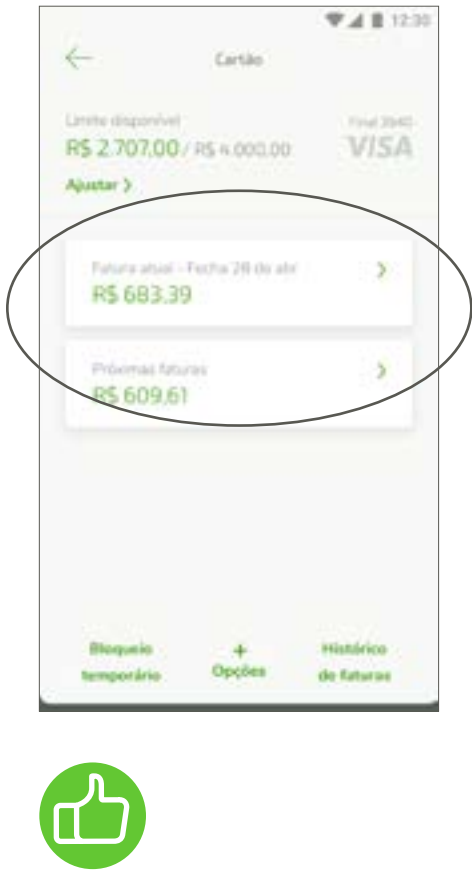 12:30
Cartão
Limite disponível
R$ 2.707,00 / R$ 4.000,00
Final 3940
VISA
Ajustar >
Fatura atual - Fecha 28 de abr
R$ 683,39
Próximas faturas
R$ 609,61
Bloqueio
temporário
+
Opções
Histórico
de faturas